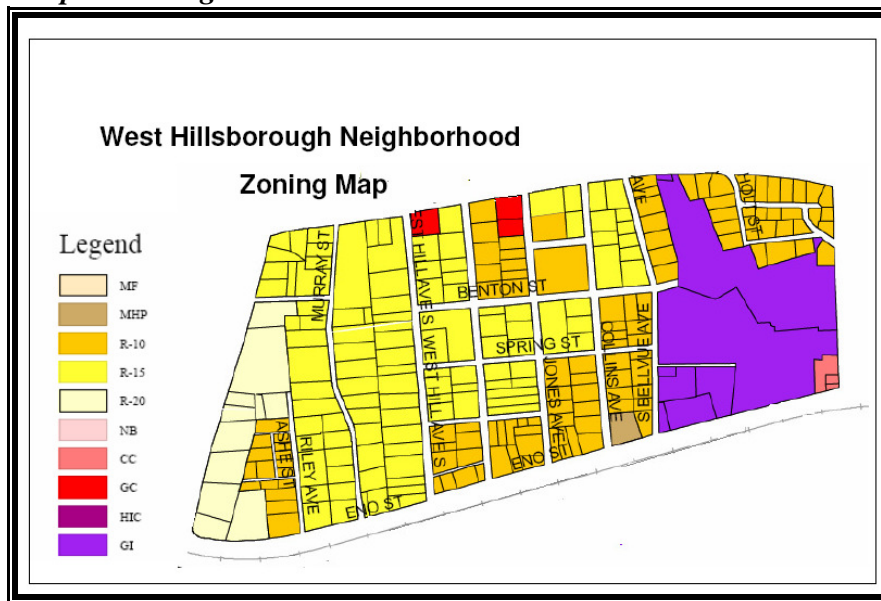 West Hillsborough Neighborhood
Zoning Map
Legend
MF
MHP
R-10
R-15
R-20
NB
CC
GC
HIC
GI
MURRAY ST
WEST HILL AVE S
AVE
HOLT ST
BENTON ST
SPRING ST
COLLINS AVE
S BELLVUE AVE
JONES AVE
ASHE ST
RILEY AVE
ENO ST
ENO ST